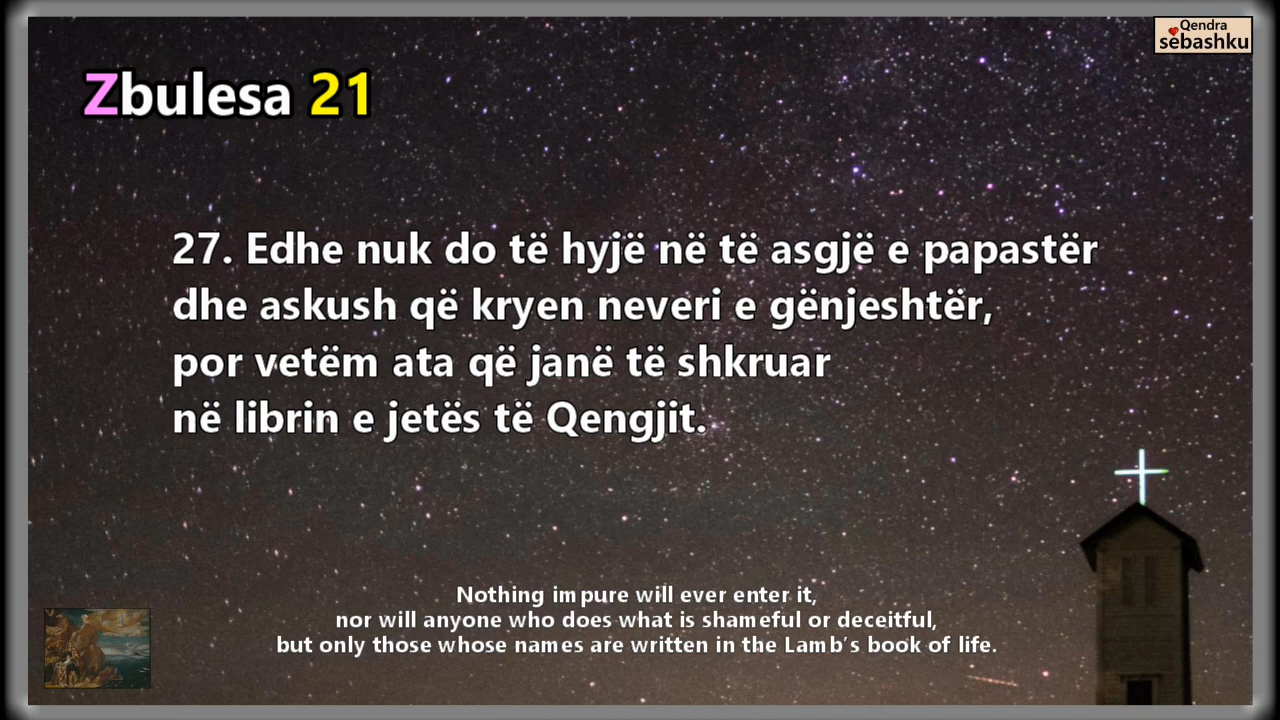 Qendra
sëbashku
Zbulesa 21
27. Edhe nuk do të hyjë në të asgjë e papastër
dhe askush që kryen neveri e gënjeshtër,
por vetëm ata që janë të shkruar
në librin e jetës të Qengjit.
Nothing impure will ever enter it,
nor will anyone who does what is shameful or deceitful,
but only those whose names are written in the Lamb's book of life.